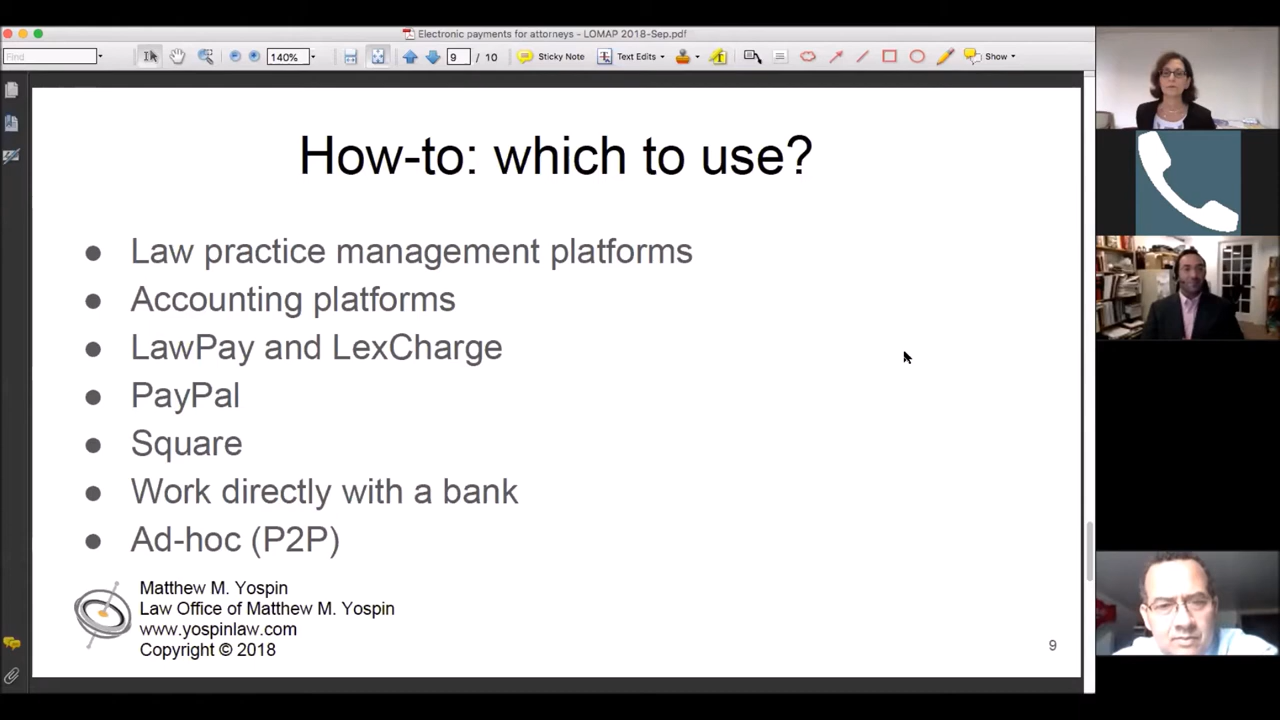 Electronic payments for attorneys - LOMAP 2018-Sep.pdf
Find
140%
9 / 10
Sticky Note
Text Edits
Show
How-to: which to use?
● Law practice management platforms
● Accounting platforms
● LawPay and LexCharge
● PayPal
● Square
● Work directly with a bank
● Ad-hoc (P2P)
Matthew M. Yospin
Law Office of Matthew M. Yospin
www.yospinlaw.com
Copyright © 2018
9